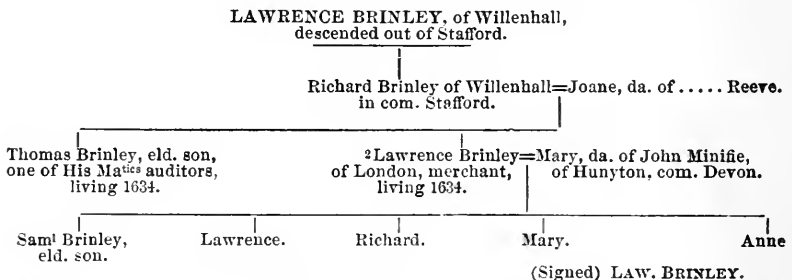 LAWRENCE BRINLEY, of Willenhall,
descended out of Stafford.
Richard Brinley of Willenhall=Joane, da. of ..... Reeve.
in com. Stafford.
Thomas Brinley, eld. son,
one of His Maties auditors,
living 1634.
2Lawrence Brinley=Mary, da. of John Minifie,
of London, merchant,
living 1634.
of Hunyton, com. Devon.
Saml Brinley,
eld. son.
Lawrence.
Richard.
Mary.
Anne
(Signed) LAW. BRINLEY.